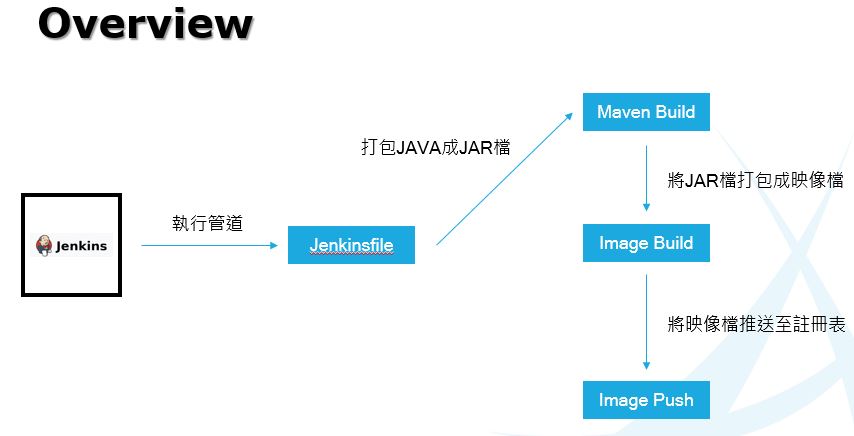 Overview
Maven Build
打包JAVA成JAR檔
將JAR檔打包成映像檔
執行管道
Jenkins
Jenkinsfile
Image Build
將映像檔推送至註冊表
Image Push